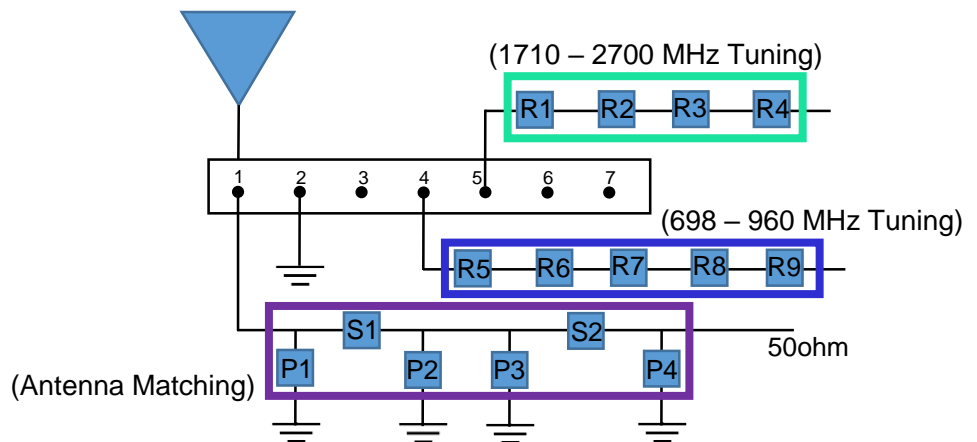 (1710 – 2700 MHz Tuning)
R1 R2 R3 R4
1 2 3 4 5 6 7
(698 – 960 MHz Tuning)
R5 R6 R7 R8 R9
S1 S2
50ohm
P1 P2 P3 P4
(Antenna Matching)